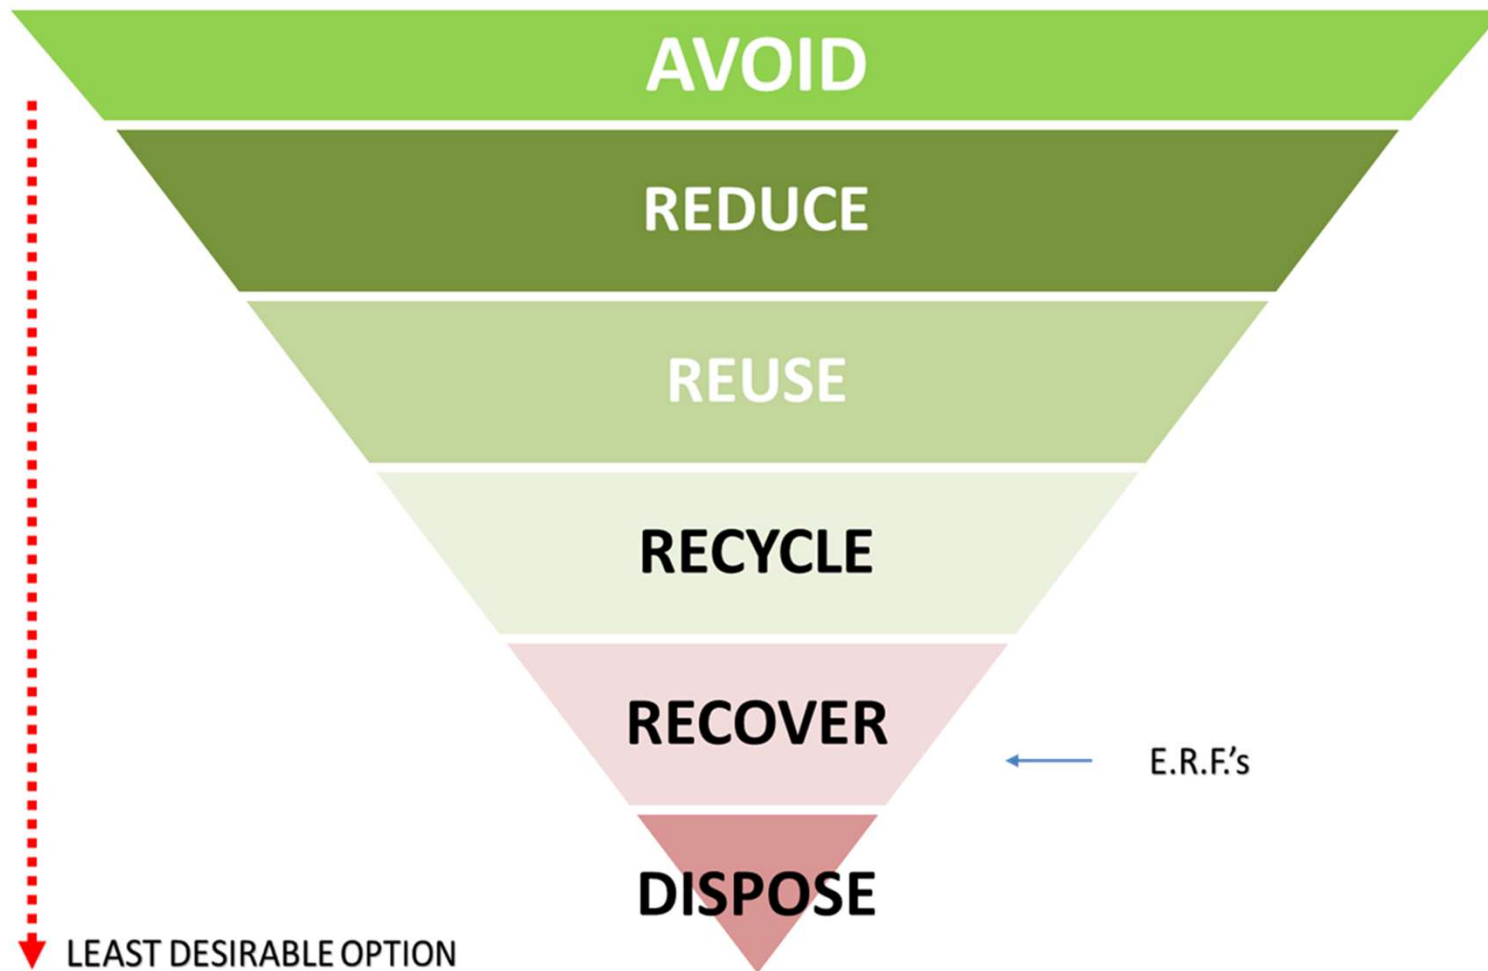 AVOID
REDUCE
REUSE
RECYCLE
RECOVER
E.R.F.'s
DISPOSE
LEAST DESIRABLE OPTION